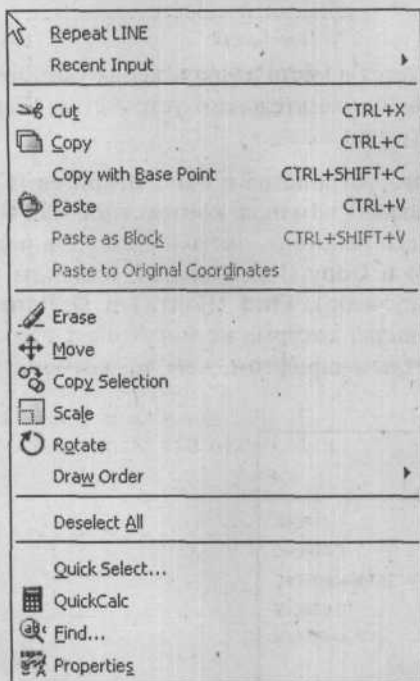 Repeat LINE
Recent Input
Cut CTRL+X
Copy CTRL+C
Copy with Base Point CTRL+SHIFT+C
Paste CTRL+V
Paste as Block CTRL+SHIFT+V
Paste to Original Coordinates
Erase
Move
Copy Selection
Scale
Rotate
Draw Order
Deselect All
Quick Select...
QuickCalc
Find...
Properties